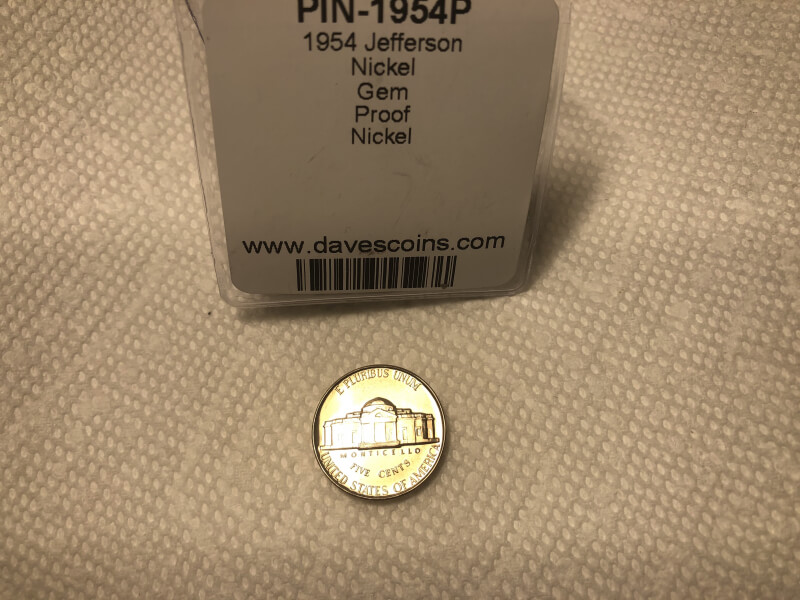 PIN-1954P
1954 Jefferson
Nickel
Gem
Proof
Nickel
www.davescoins.com
E PLURIBUS UNUM
MONTICELLO
FIVE CENTS
UNITED STATES OF AMERICA